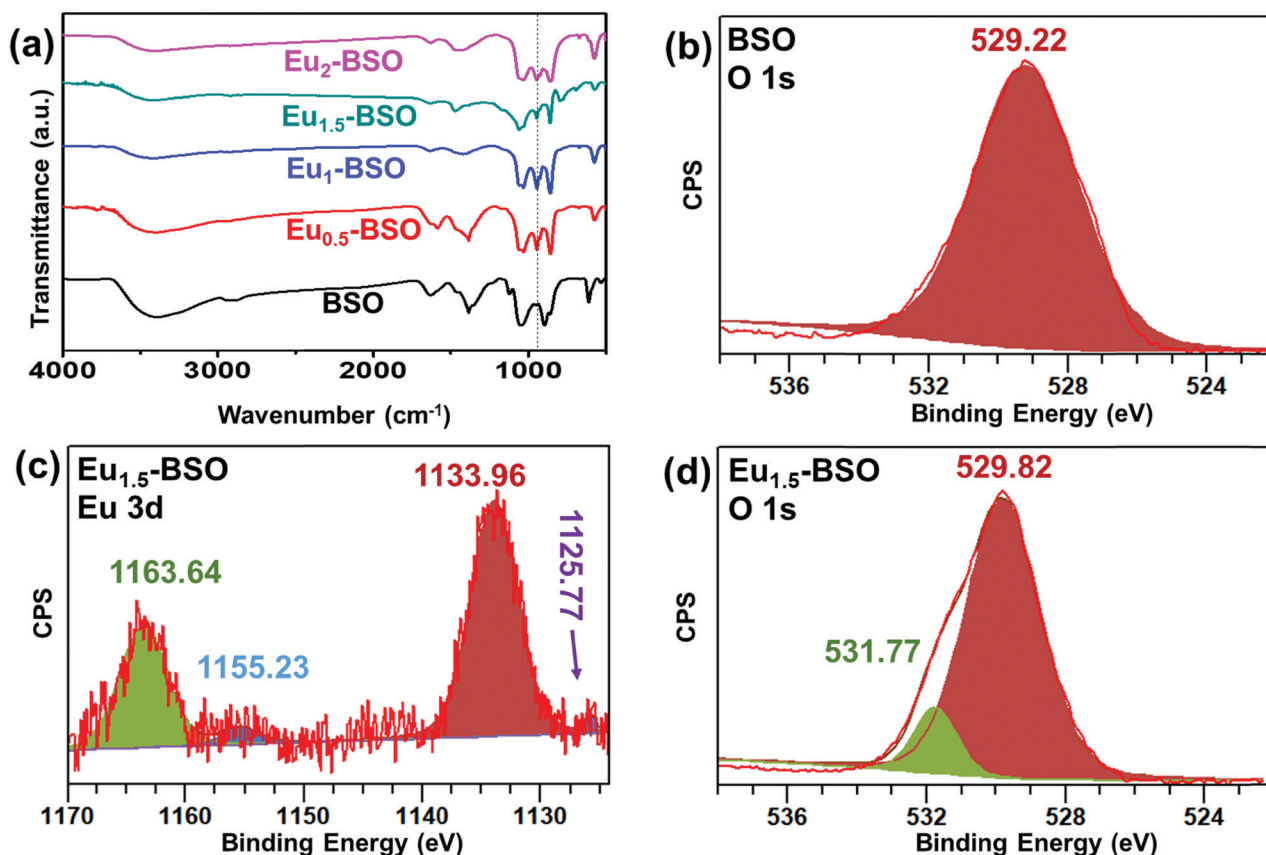 (a)
Transmittance (a.u.)
Eu2-BSO
Eu1.5-BSO
Eu1-BSO
Eu0.5-BSO
BSO
4000 3000 2000 1000
Wavenumber (cm-1)
(b)
BSO
O 1s
529.22
CPS
536 532 528 524
Binding Energy (eV)
(c)
Eu1.5-BSO
Eu 3d
1133.96
1125.77
1163.64
1155.23
CPS
1170 1160 1150 1140 1130
Binding Energy (eV)
(d)
Eu1.5-BSO
O 1s
529.82
531.77
CPS
536 532 528 524
Binding Energy (eV)